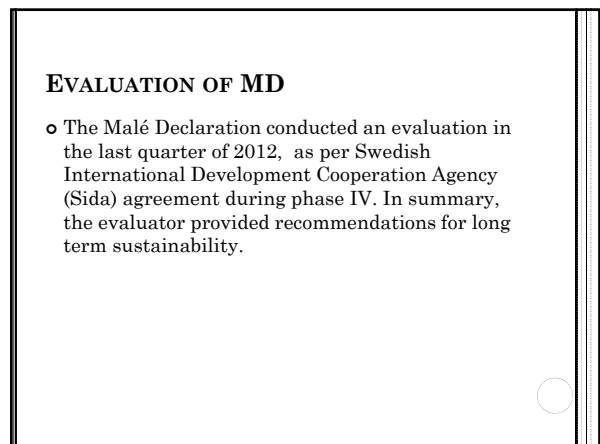 EVALUATION OF MD
The Malé Declaration conducted an evaluation in
the last quarter of 2012,  as per Swedish
International Development Cooperation Agency
(Sida) agreement during phase IV. In summary,
the evaluator provided recommendations for long
term sustainability.